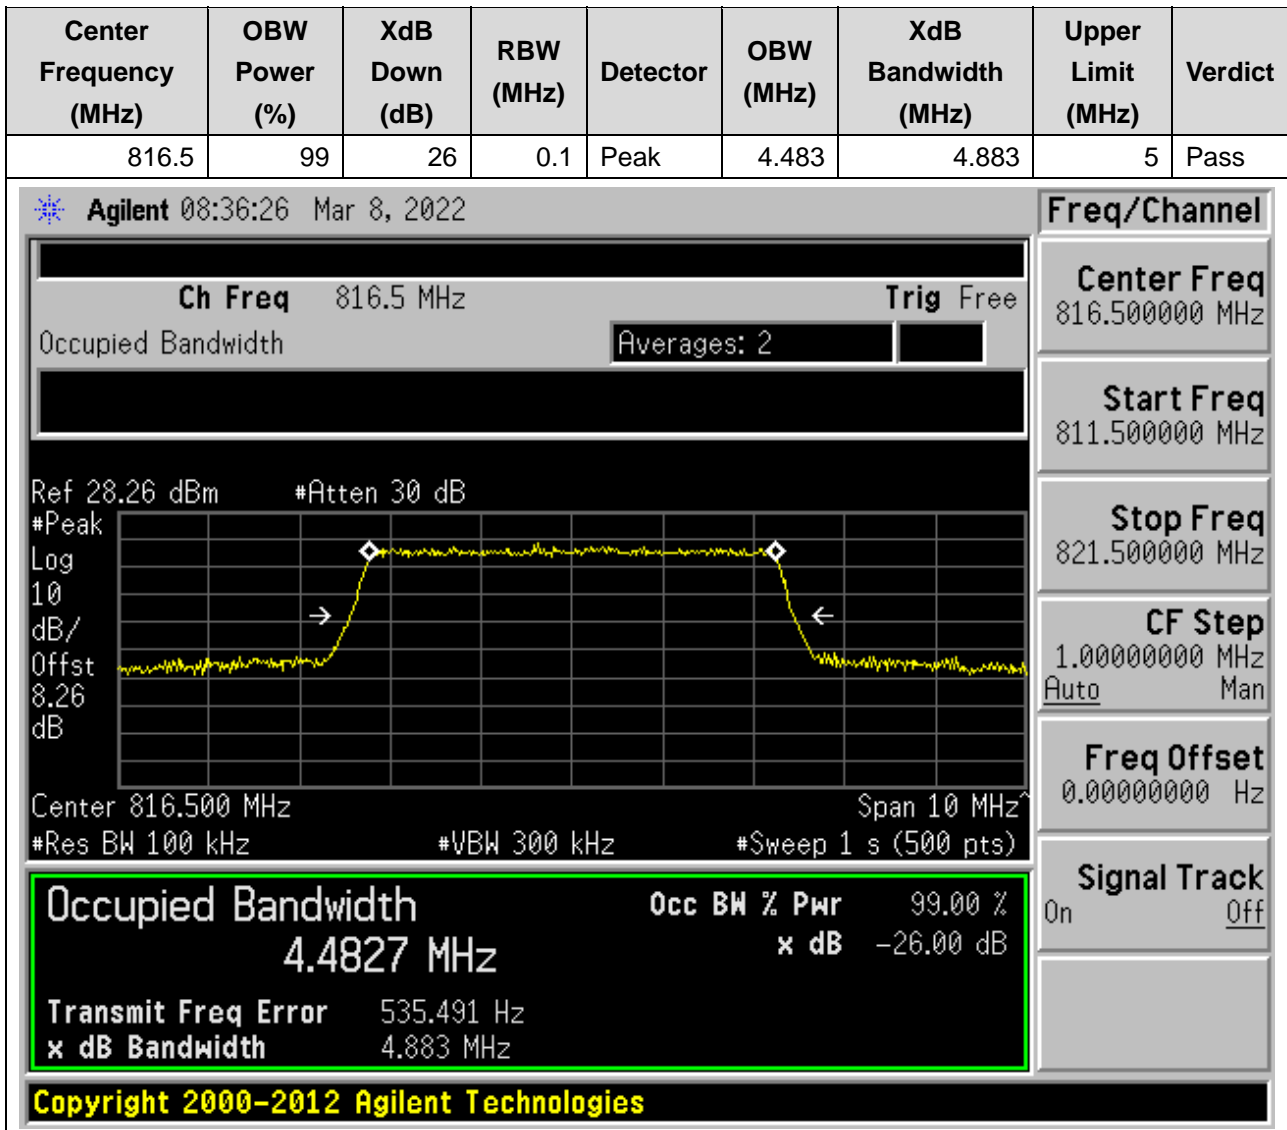 Center Frequency (MHz) OBW Power (%) XdB Down (dB) RBW (MHz) Detector OBW (MHz) XdB Bandwidth (MHz) Upper Limit (MHz) Verdict
816.5 99 26 0.1 Peak 4.483 4.883 5 Pass
Agilent 08:36:26 Mar 8, 2022
Freq/Channel
Ch Freq 816.5 MHz Trig Free
Occupied Bandwidth Averages: 2
Center Freq
816.500000 MHz
Start Freq
811.500000 MHz
Stop Freq
821.500000 MHz
CF Step
1.00000000 MHz
Auto Man
Freq Offset
0.00000000 Hz
Signal Track
On Off
Ref 28.26 dBm #Atten 30 dB
#Peak
Log
10
dB/
Offst
8.26
dB
Center 816.500 MHz Span 10 MHz^
#Res BW 100 kHz #VBW 300 kHz #Sweep 1 s (500 pts)
Occupied Bandwidth Occ BW % Pwr 99.00 %
4.4827 MHz x dB -26.00 dB
Transmit Freq Error 535.491 Hz
x dB Bandwidth 4.883 MHz
Copyright 2000-2012 Agilent Technologies